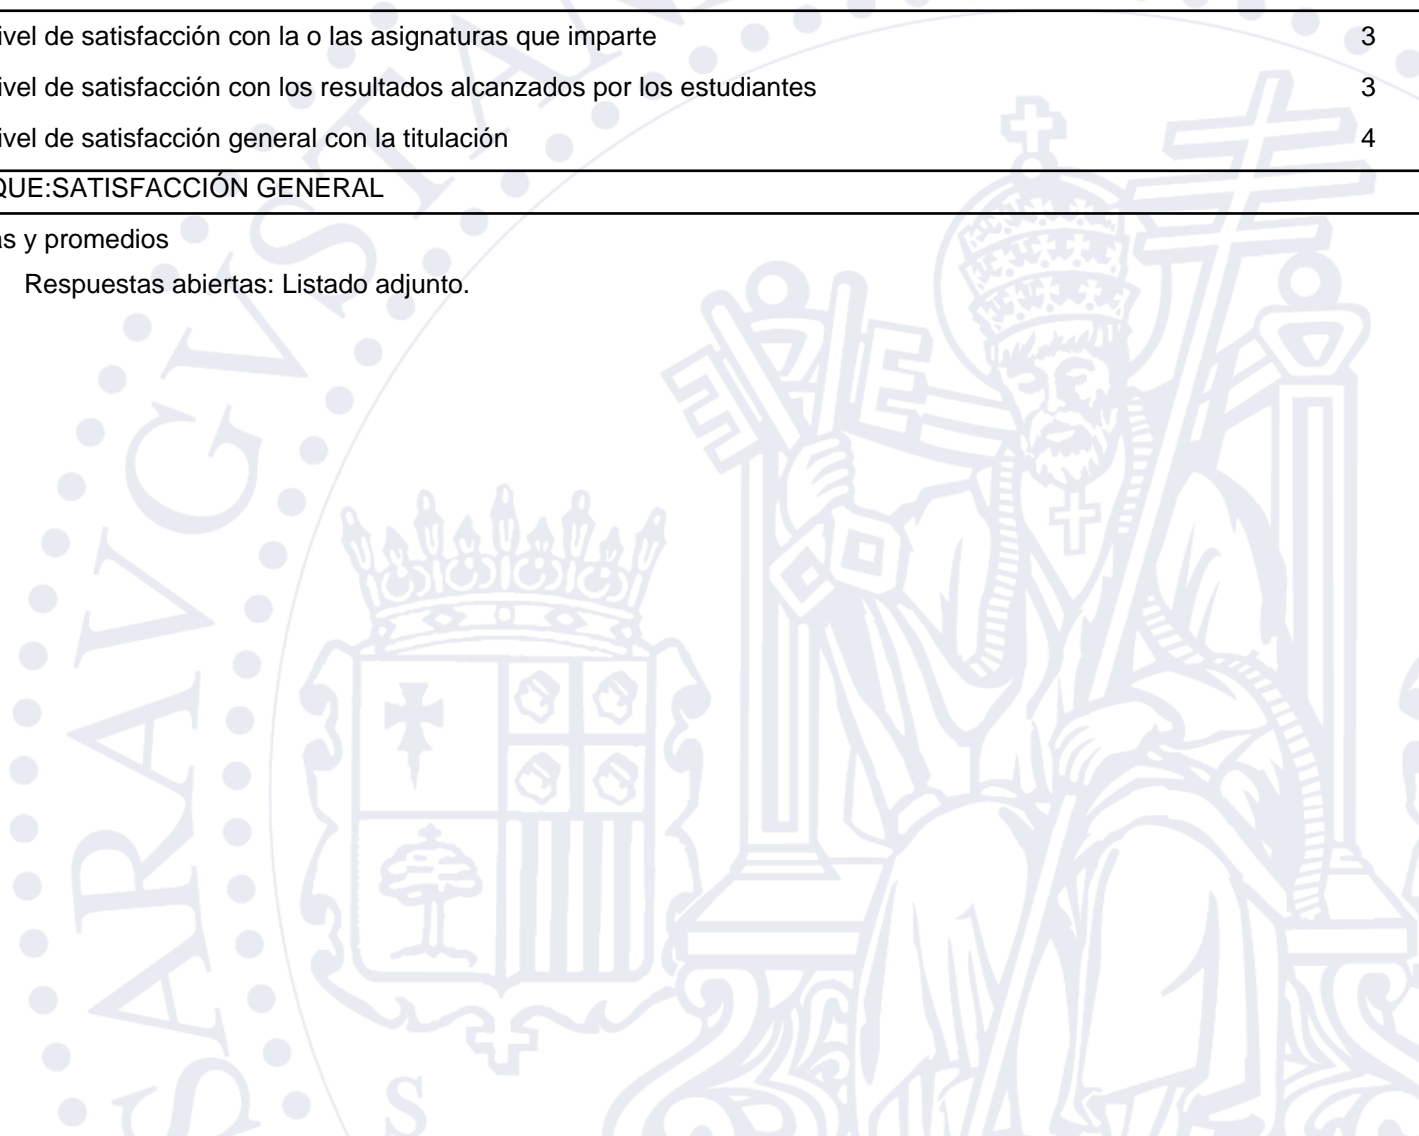 ivel de satisfacción con la o las asignaturas que imparte 3
ivel de satisfacción con los resultados alcanzados por los estudiantes 3
ivel de satisfacción general con la titulación 4
QUE:SATISFACCIÓN GENERAL
as y promedios
Respuestas abiertas: Listado adjunto.
SARAVGVSTAN
S